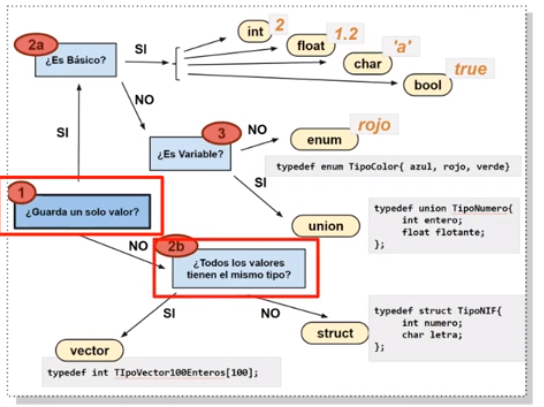 2a
¿Es Básico?
SI
int
2
float
1.2
char
'a'
bool
true
NO
SI
3
¿Es Variable?
NO
enum
rojo
typedef enum TipoColor{ azul, rojo, verde}
SI
union
typedef union TipoNumero{
int entero;
float flotante;
};
1
¿Guarda un solo valor?
NO
2b
¿Todos los valores
tienen el mismo tipo?
SI
NO
vector
typedef int TIpoVector100Enteros[100];
struct
typedef struct TipoNIF{
int numero;
char letra;
};